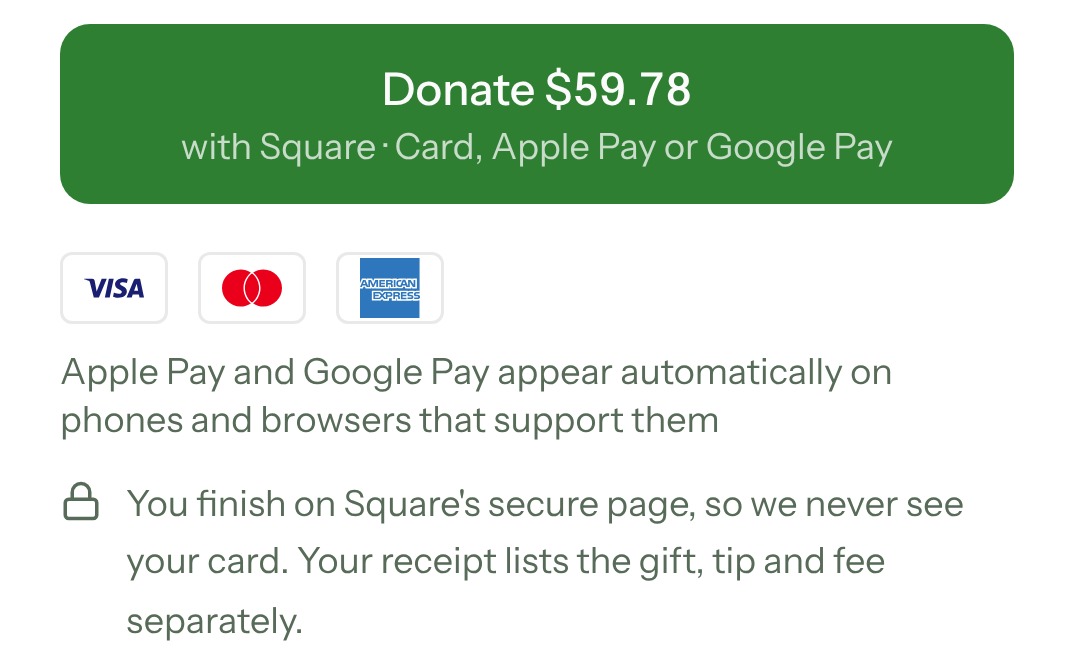 Donate $59.78
with Square · Card, Apple Pay or Google Pay
VISA
AMERICAN
EXPRESS
Apple Pay and Google Pay appear automatically on
phones and browsers that support them
You finish on Square's secure page, so we never see
your card. Your receipt lists the gift, tip and fee
separately.